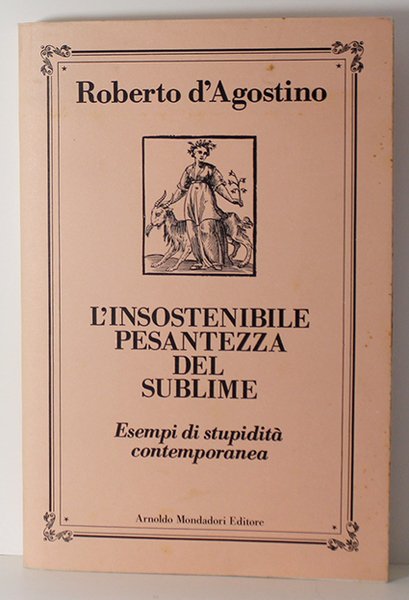 Roberto d'Agostino
L'INSOSTENIBILE
PESANTEZZA
DEL
SUBLIME
Esempi di stupidità
contemporanea
Arnoldo Mondadori Editore